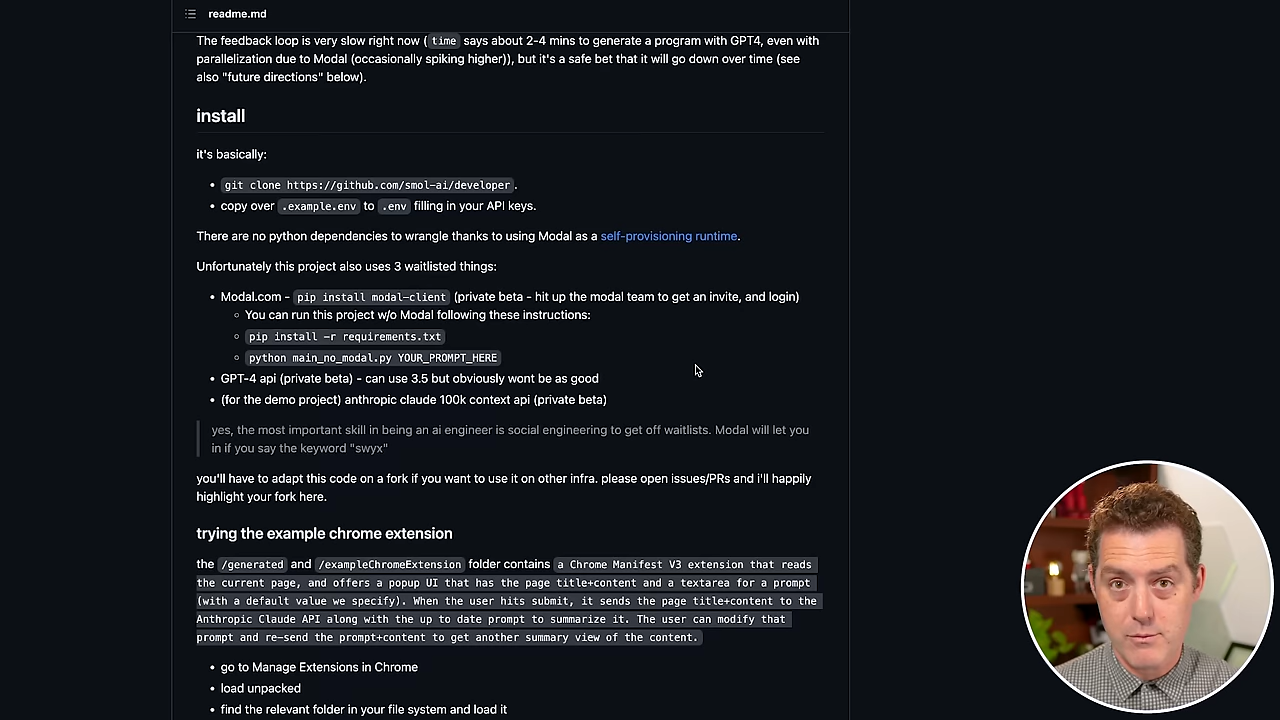 readme.md
The feedback loop is very slow right now ( time says about 2-4 mins to generate a program with GPT4, even with
parallelization due to Modal (occasionally spiking higher)), but it's a safe bet that it will go down over time (see
also "future directions" below).
install
it's basically:
• git clone https://github.com/smol-ai/developer .
• copy over .example.env to .env filling in your API keys.
There are no python dependencies to wrangle thanks to using Modal as a self-provisioning runtime.
Unfortunately this project also uses 3 waitlisted things:
• Modal.com - pip install modal-client (private beta - hit up the modal team to get an invite, and login)
◦ You can run this project w/o Modal following these instructions:
◦ pip install -r requirements.txt
◦ python main_no_modal.py YOUR_PROMPT_HERE
• GPT-4 api (private beta) - can use 3.5 but obviously wont be as good
• (for the demo project) anthropic claude 100k context api (private beta)
yes, the most important skill in being an ai engineer is social engineering to get off waitlists. Modal will let you
in if you say the keyword "swyx"
you'll have to adapt this code on a fork if you want to use it on other infra. please open issues/PRs and i'll happily
highlight your fork here.
trying the example chrome extension
the /generated and /exampleChromeExtension folder contains a Chrome Manifest V3 extension that reads
the current page, and offers a popup UI that has the page title+content and a textarea for a prompt
(with a default value we specify). When the user hits submit, it sends the page title+content to the
Anthropic Claude API along with the up to date prompt to summarize it. The user can modify that
prompt and re-send the prompt+content to get another summary view of the content.
• go to Manage Extensions in Chrome
• load unpacked
• find the relevant folder in your file system and load it